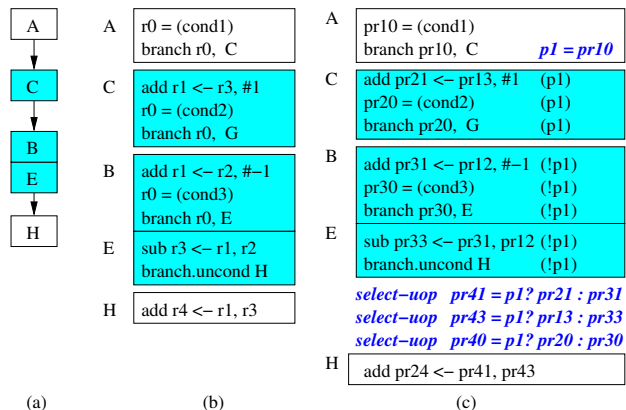 A
C
B
E
H
(a)
A
r0 = (cond1)
branch r0, C
C
add r1 <- r3, #1
r0 = (cond2)
branch r0, G
B
add r1 <- r2, #-1
r0 = (cond3)
branch r0, E
E
sub r3 <- r1, r2
branch.uncond H
H
add r4 <- r1, r3
(b)
A
pr10 = (cond1)
branch pr10, C p1 = pr10
C
add pr21 <- pr13, #1 (p1)
pr20 = (cond2) (p1)
branch pr20, G (p1)
B
add pr31 <- pr12, #-1 (!p1)
pr30 = (cond3) (!p1)
branch pr30, E (!p1)
E
sub pr33 <- pr31, pr12 (!p1)
branch.uncond H (!p1)
select-uop pr41 = p1? pr21 : pr31
select-uop pr43 = p1? pr13 : pr33
select-uop pr40 = p1? pr20 : pr30
H
add pr24 <- pr41, pr43
(c)